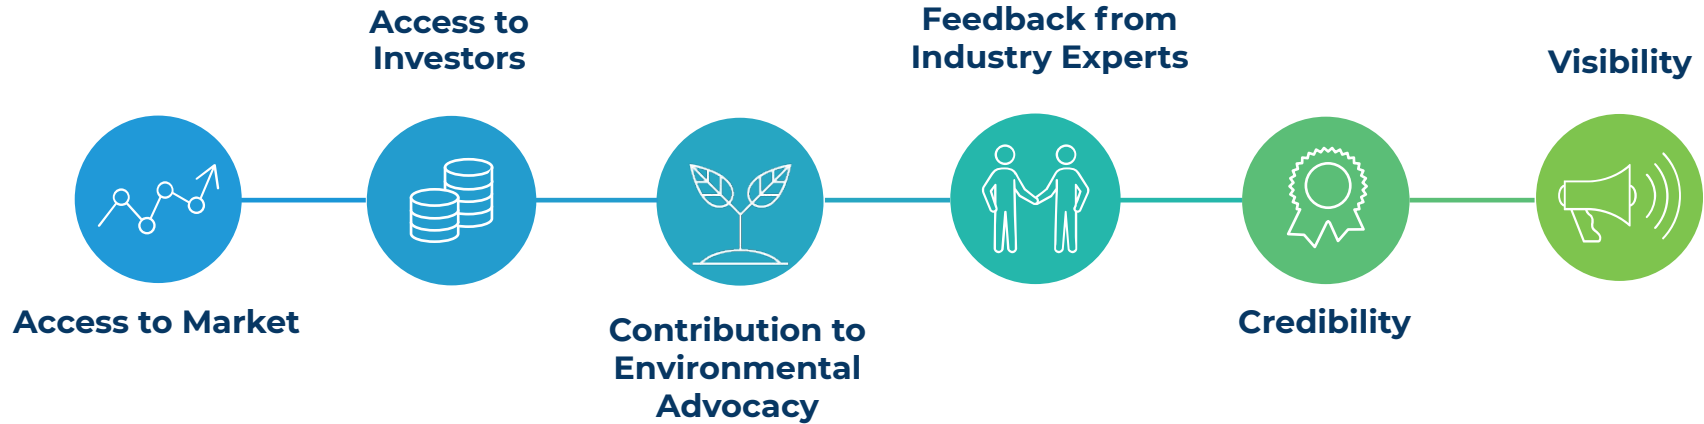 Access to Market
Access to
Investors
Contribution to
Environmental
Advocacy
Feedback from
Industry Experts
Credibility
Visibility